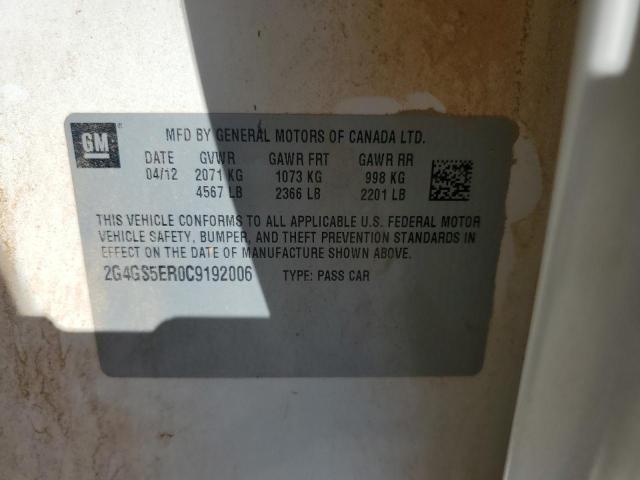 GM
MFD BY GENERAL MOTORS OF CANADA LTD.
DATE GVWR GAWR FRT GAWR RR
04/12 2071 KG 1073 KG 998 KG
4567 LB 2366 LB 2201 LB
THIS VEHICLE CONFORMS TO ALL APPLICABLE U.S. FEDERAL MOTOR
VEHICLE SAFETY, BUMPER, AND THEFT PREVENTION STANDARDS
IN EFFECT ON THE DATE OF MANUFACTURE SHOWN ABOVE.
2G4GS5ER0C9192006 TYPE: PASS CAR